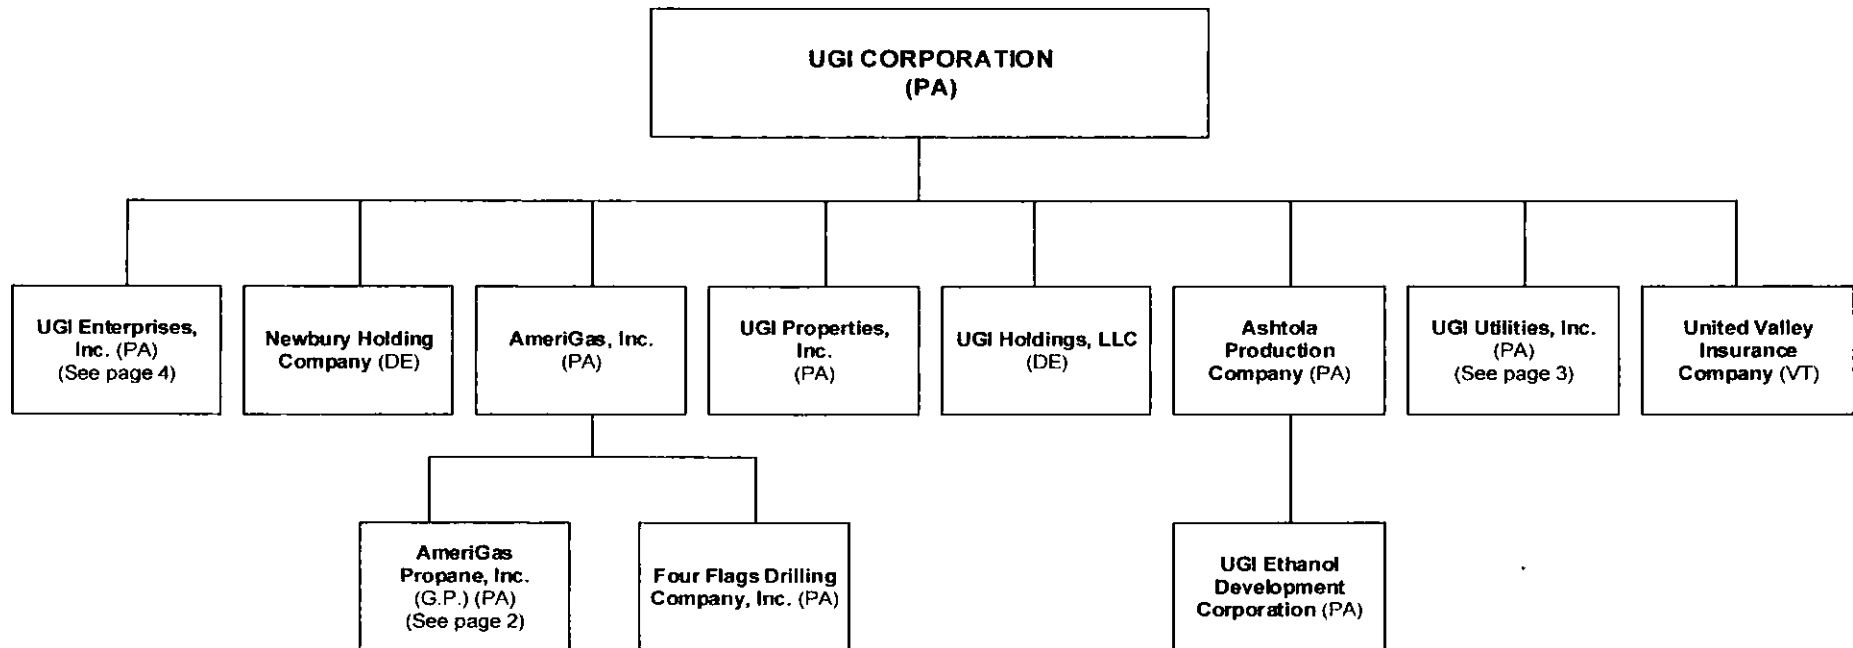 UGI CORPORATION
(PA)
UGI Enterprises,
Inc. (PA)
(See page 4)
Newbury Holding
Company (DE)
AmeriGas, Inc.
(PA)
UGI Properties,
Inc.
(PA)
UGI Holdings, LLC
(DE)
Ashtola
Production
Company (PA)
UGI Utilities, Inc.
(PA)
(See page 3)
United Valley
Insurance
Company (VT)
AmeriGas
Propane, Inc.
(G.P.) (PA)
(See page 2)
Four Flags Drilling
Company, Inc. (PA)
UGI Ethanol
Development
Corporation (PA)